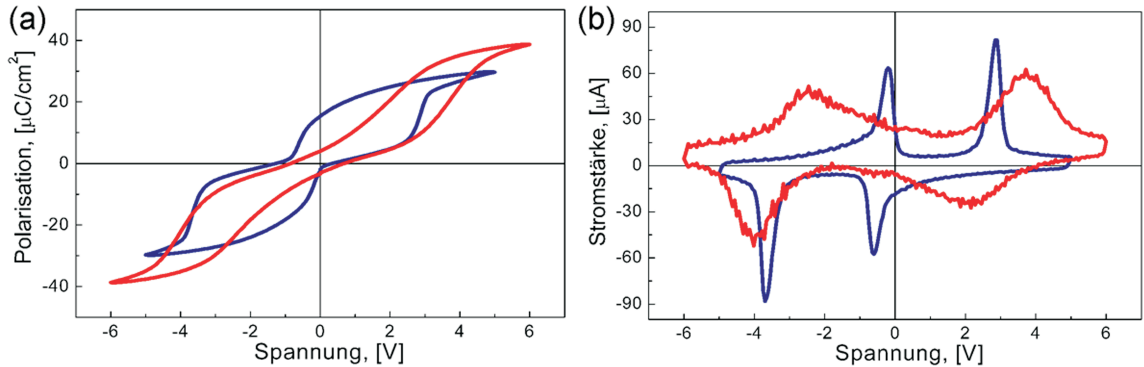 (a)
Polarisation, [μC/cm²]
40
20
0
-20
-40
-6 -4 -2 0 2 4 6
Spannung, [V]
(b)
Stromstärke, [μA]
90
60
30
0
-30
-60
-90
-6 -4 -2 0 2 4 6
Spannung, [V]